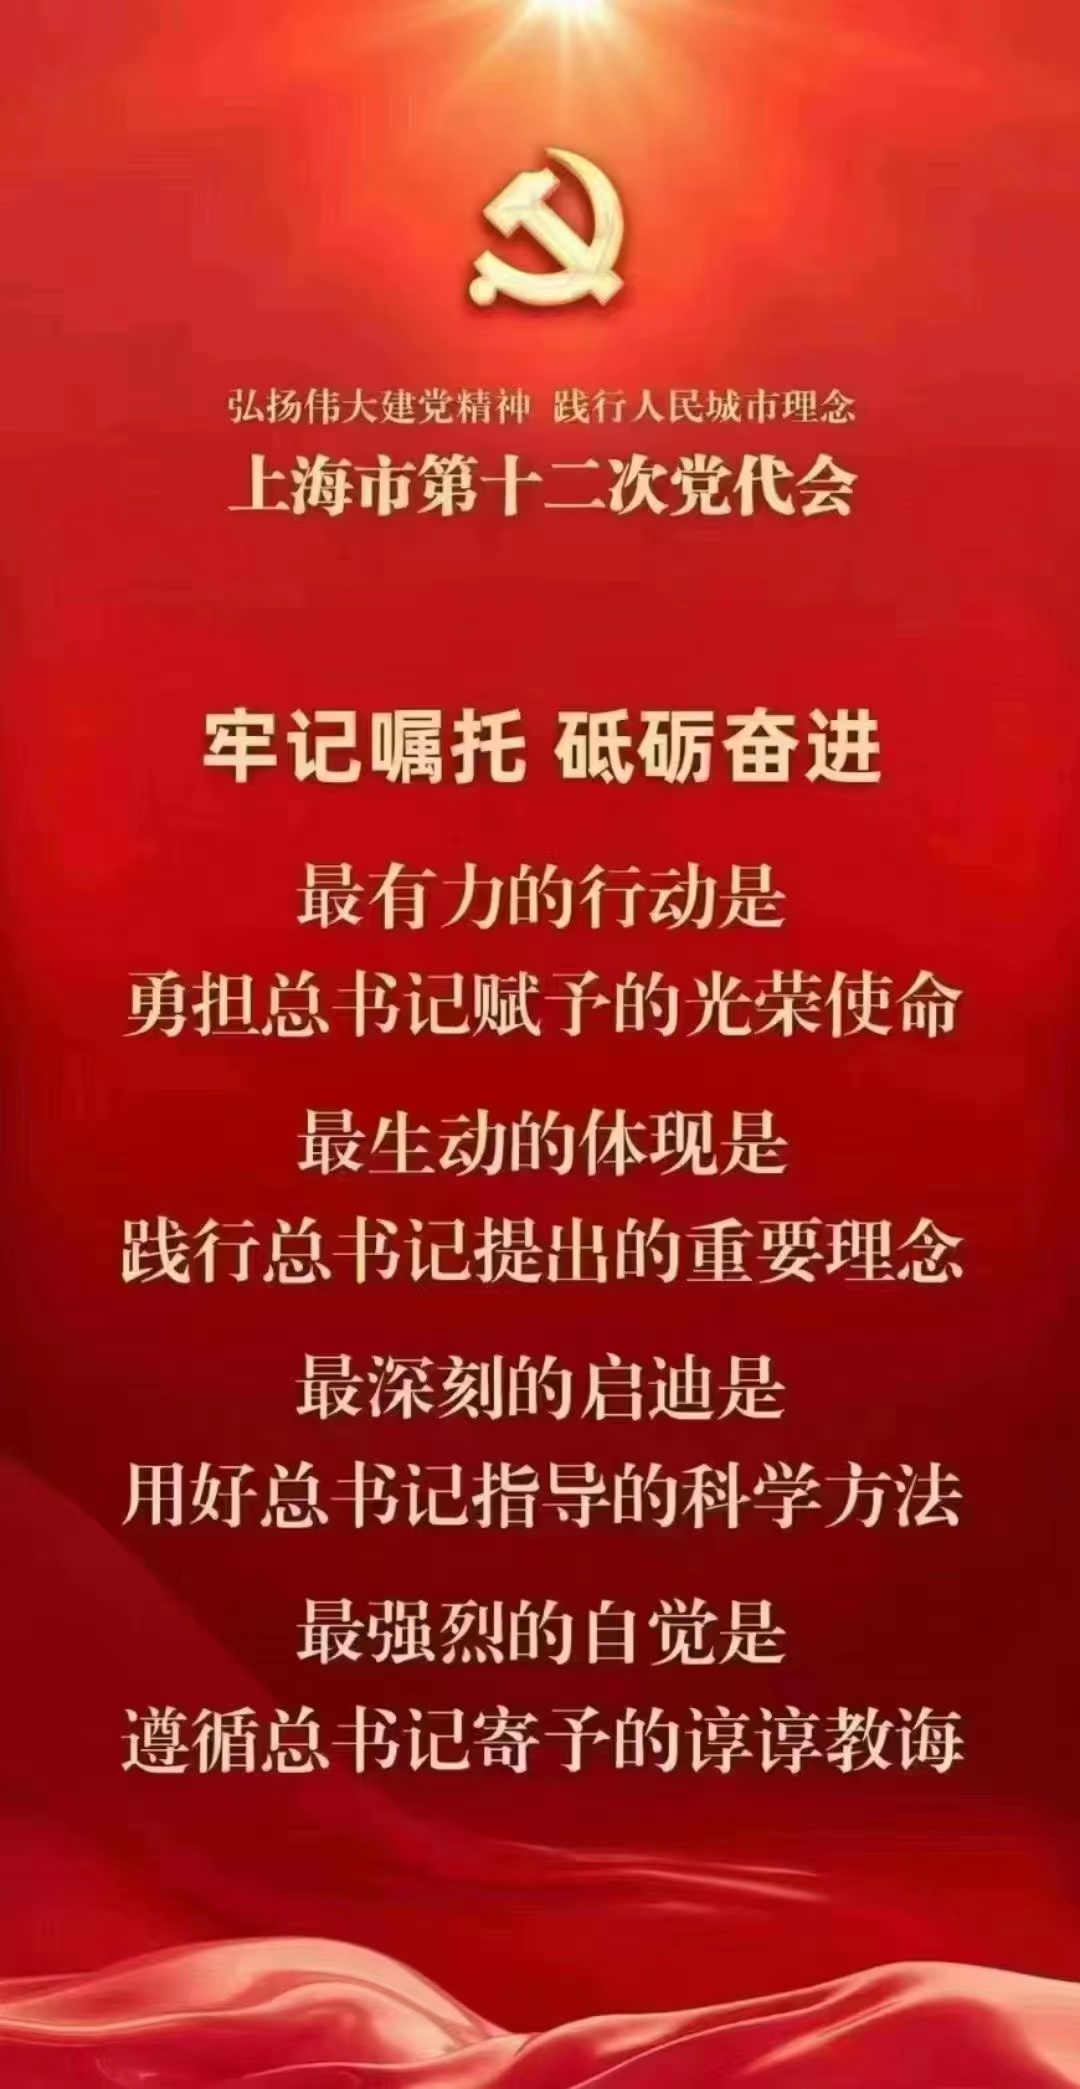 弘扬伟大建党精神 践行人民城市理念
上海市第十二次党代会
牢记嘱托 砥砺奋进
最有力的行动是
勇担总书记赋予的光荣使命
最生动的体现是
践行总书记提出的重要理念
最深刻的启迪是
用好总书记指导的科学方法
最强烈的自觉是
遵循总书记寄予的谆谆教诲